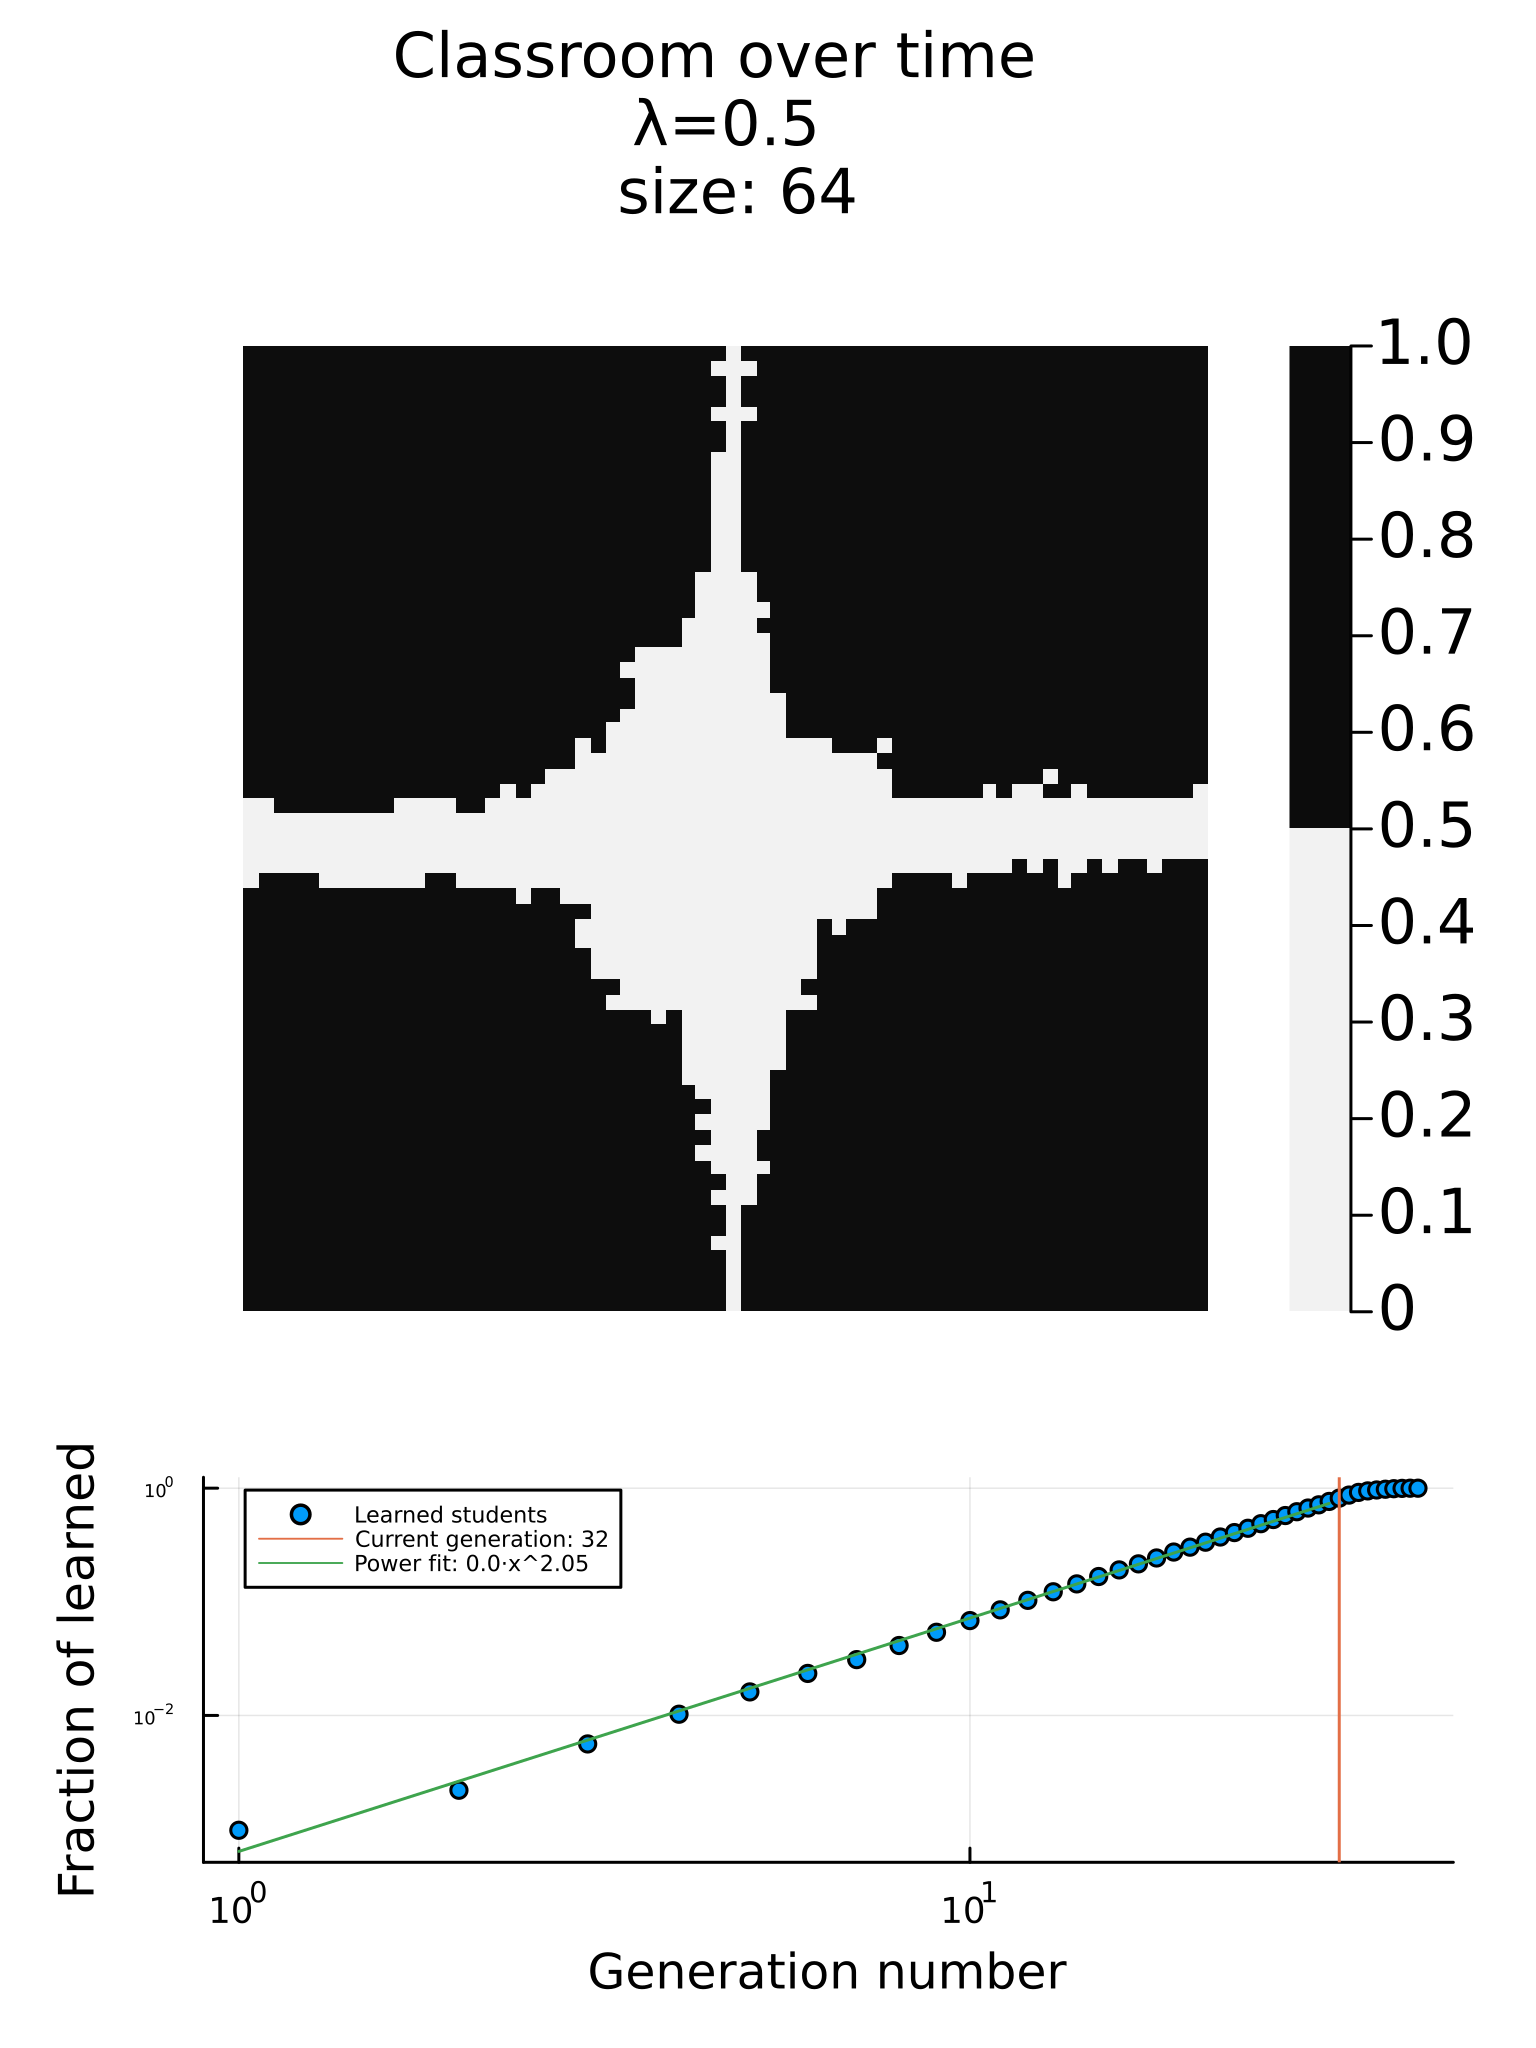 Classroom over time
λ=0.5
size: 64
1.0
0.9
0.8
0.7
0.6
0.5
0.4
0.3
0.2
0.1
0
Fraction of learned
10^0
10^−2
Learned students
Current generation: 32
Power fit: 0.0·x^2.05
10^0
10^1
Generation number